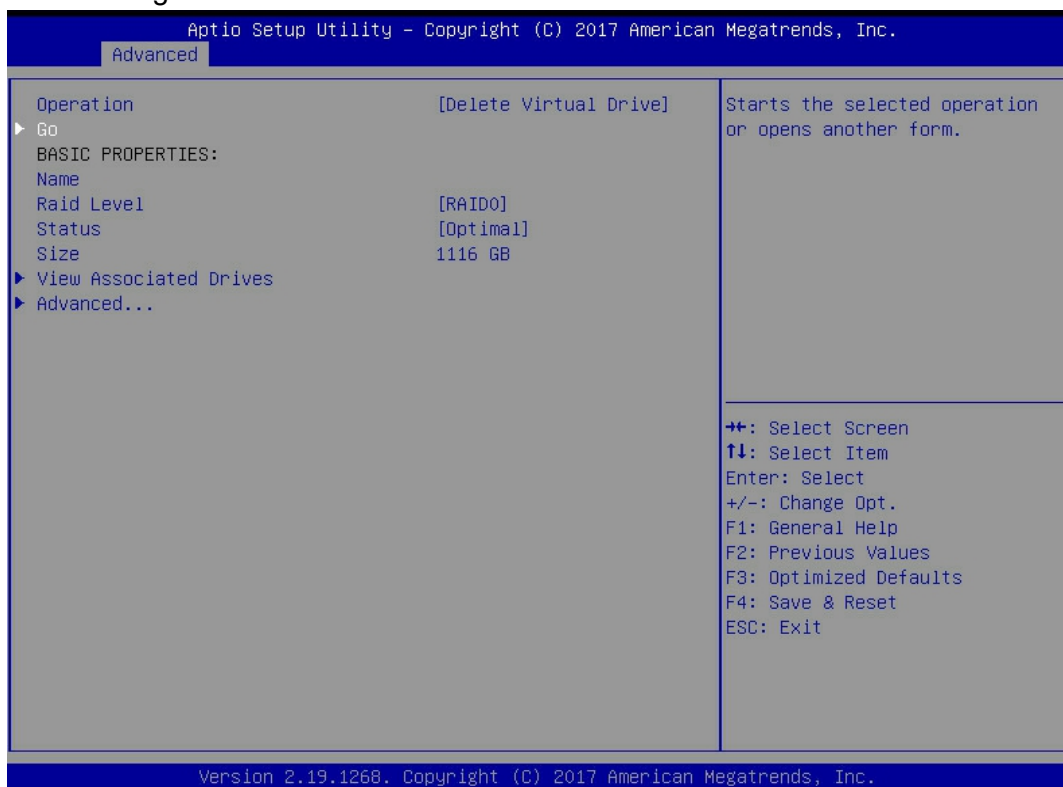 Aptio Setup Utility – Copyright (C) 2017 American Megatrends, Inc.
Advanced
Operation [Delete Virtual Drive]
Go
BASIC PROPERTIES:
Name
Raid Level [RAID0]
Status [Optimal]
Size 1116 GB
View Associated Drives
Advanced...
Starts the selected operation
or opens another form.
→←: Select Screen
↑↓: Select Item
Enter: Select
+/-: Change Opt.
F1: General Help
F2: Previous Values
F3: Optimized Defaults
F4: Save & Reset
ESC: Exit
Version 2.19.1268. Copyright (C) 2017 American Megatrends, Inc.